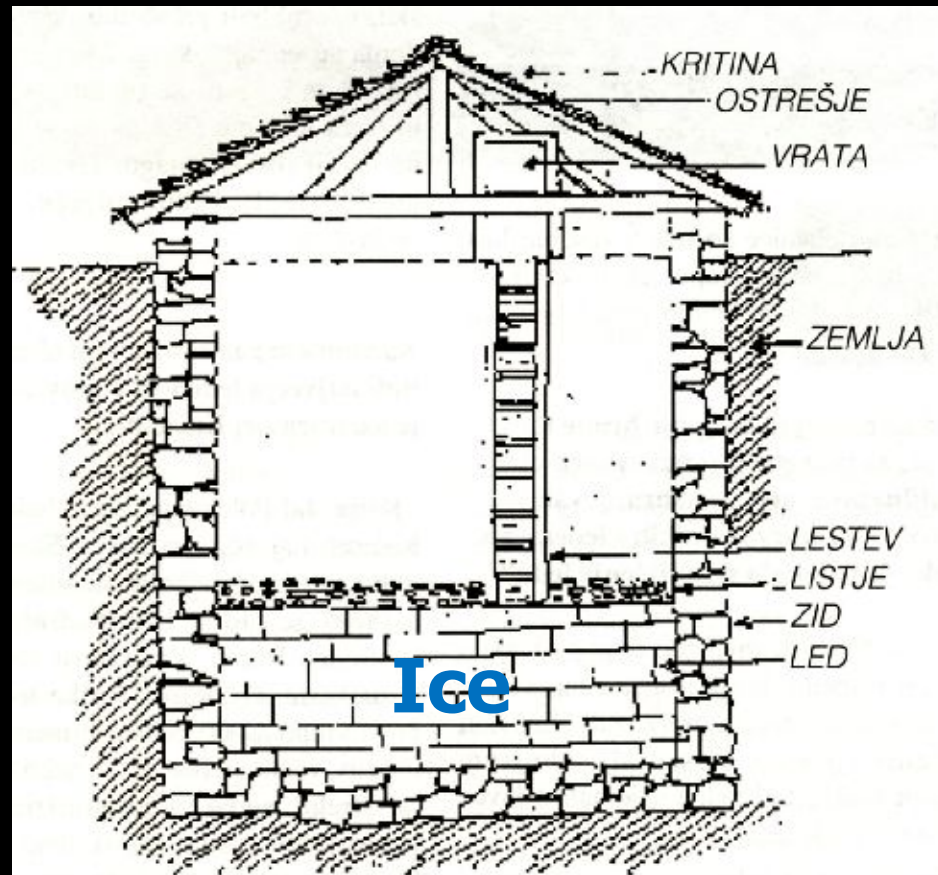 KRITINA
OSTREŠJE
VRATA
ZEMLJA
LESTEV
LISTJE
ZID
LED
Ice